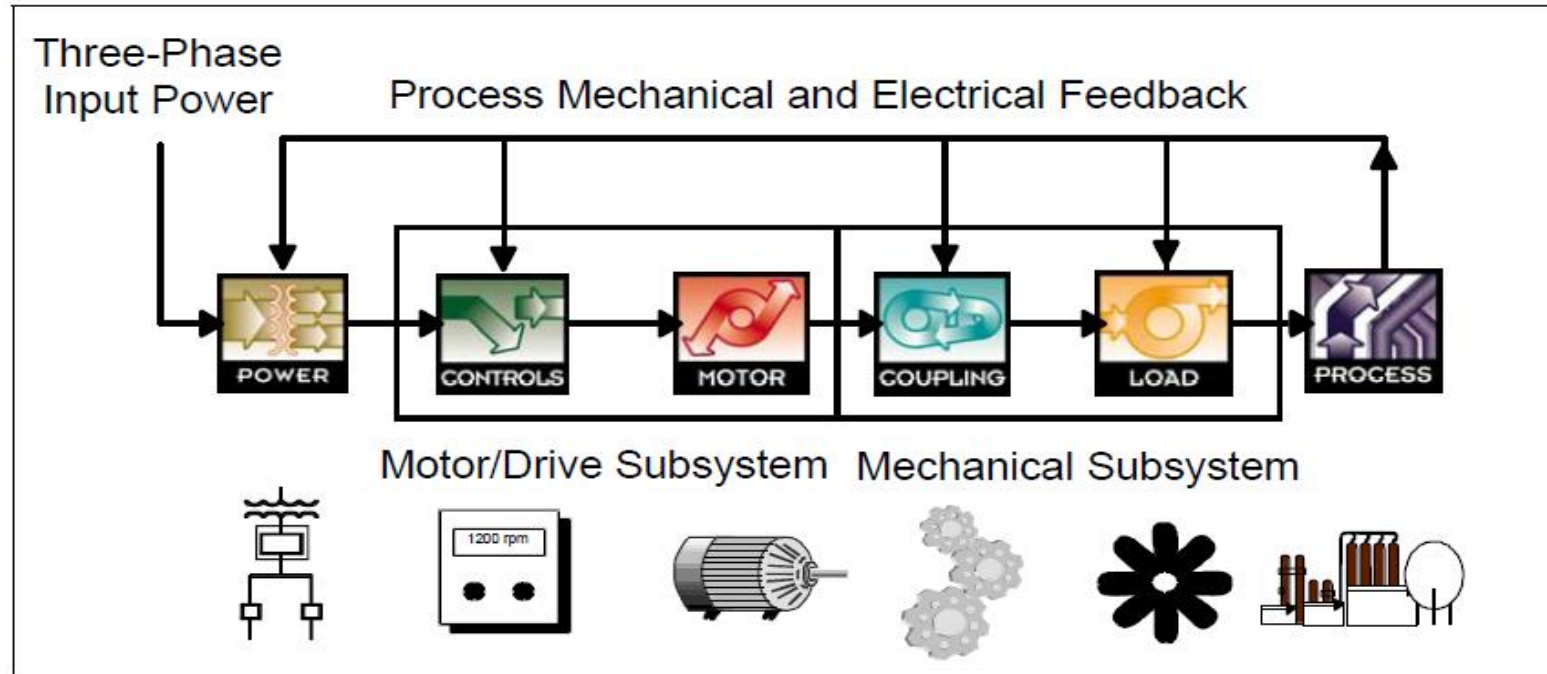 Three-Phase
Input Power
Process Mechanical and Electrical Feedback
POWER
CONTROLS
MOTOR
COUPLING
LOAD
PROCESS
Motor/Drive Subsystem
Mechanical Subsystem
1200 rpm